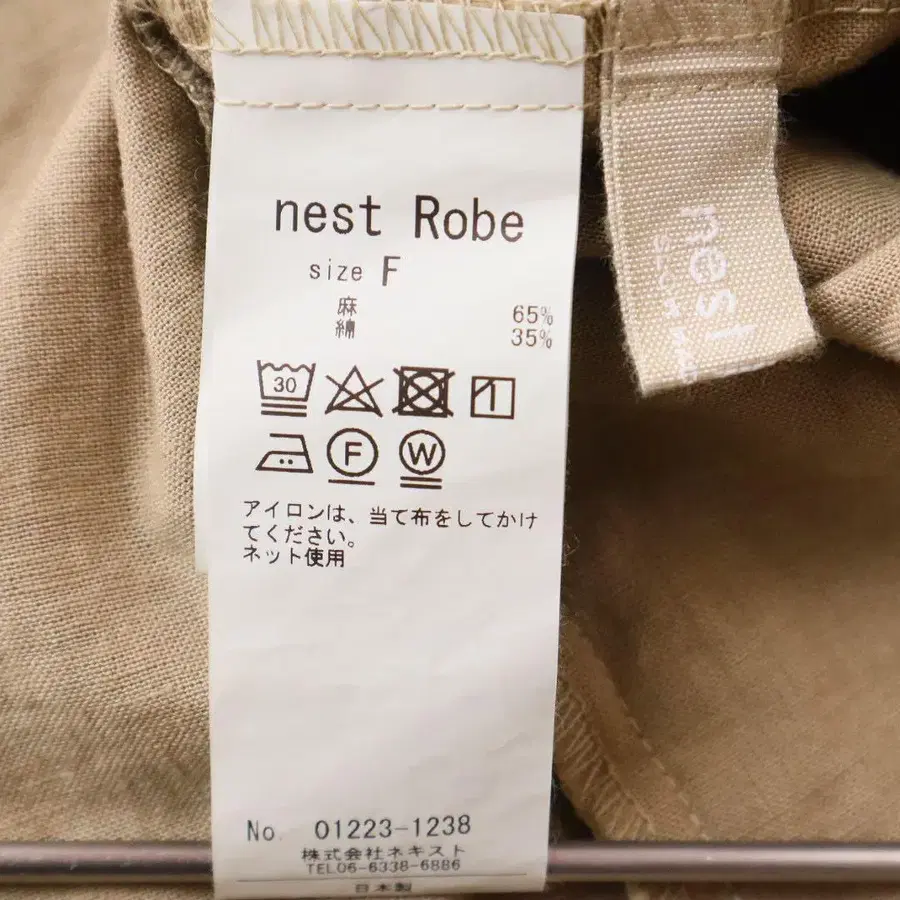 nest Robe
size F
麻 65%
綿 35%
30
F W
アイロンは、当て布をしてかけ
てください。
ネット使用
No. 01223-1238
株式会社ネキスト
TEL06-6338-6886
日本製
nest